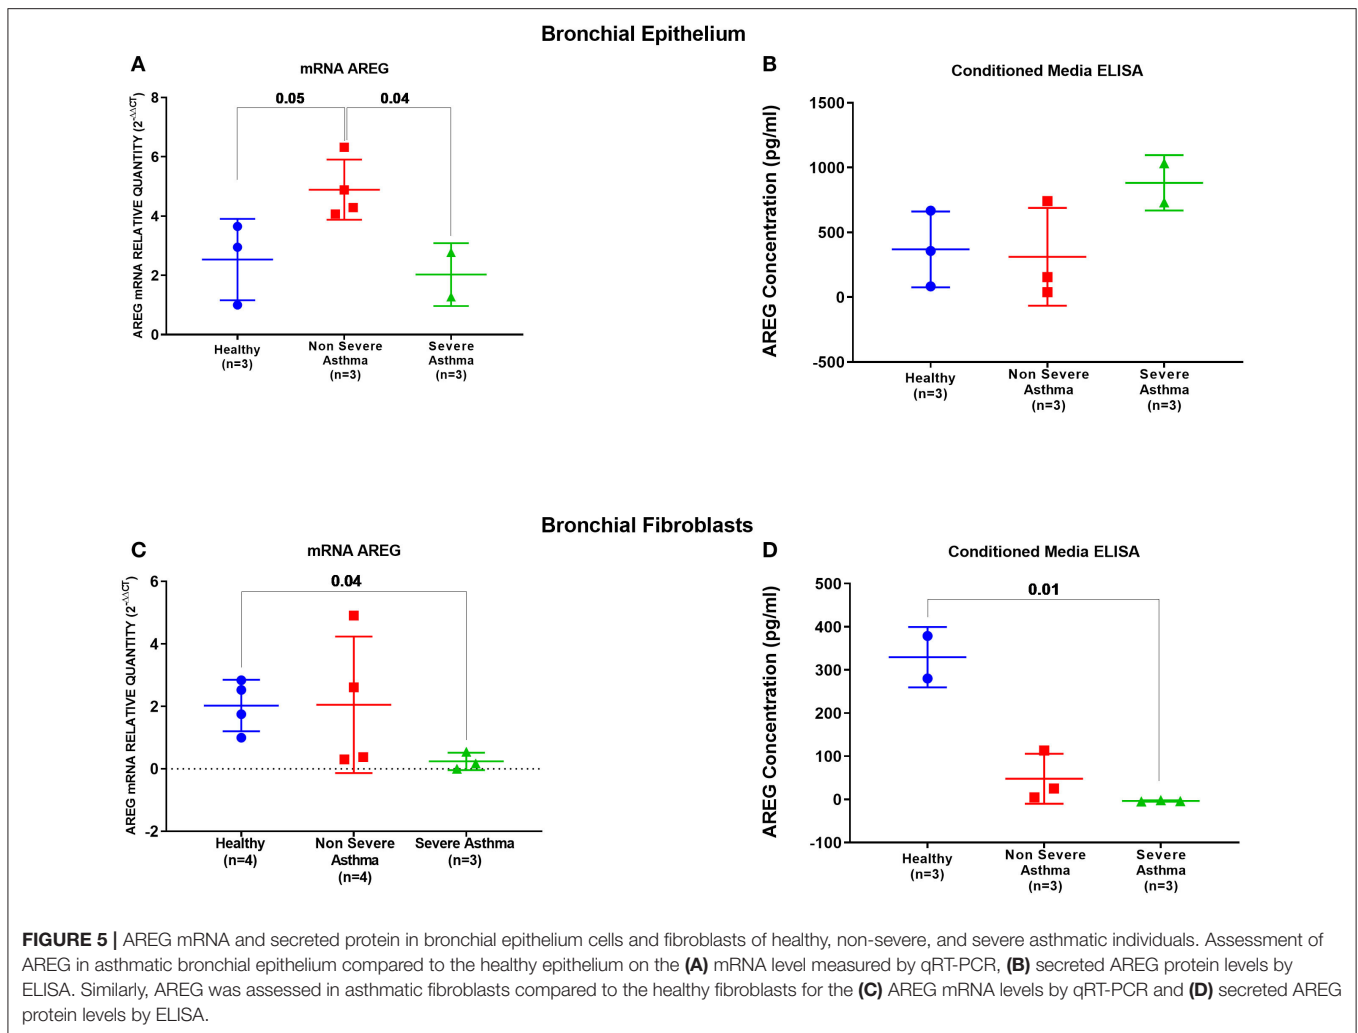 Bronchial Epithelium
A
mRNA AREG
AREG mRNA RELATIVE QUANTITY (2-ΔΔCT)
8
6
4
2
0
0.05
0.04
Healthy
(n=3)
Non Severe
Asthma
(n=3)
Severe
Asthma
(n=3)
B
Conditioned Media ELISA
AREG Concentration (pg/ml)
1500
1000
500
0
-500
Healthy
(n=3)
Non Severe
Asthma
(n=3)
Severe
Asthma
(n=3)
Bronchial Fibroblasts
C
mRNA AREG
AREG mRNA RELATIVE QUANTITY (2-ΔΔCT)
6
4
2
0
-2
0.04
Healthy
(n=4)
Non Severe
Asthma
(n=4)
Severe Asthma
(n=3)
D
Conditioned Media ELISA
AREG Concentration (pg/ml)
500
400
300
200
100
0
-100
0.01
Healthy
(n=3)
Non Severe
Asthma
(n=3)
Severe
Asthma
(n=3)
FIGURE 5 | AREG mRNA and secreted protein in bronchial epithelium cells and fibroblasts of healthy, non-severe, and severe asthmatic individuals. Assessment of
AREG in asthmatic bronchial epithelium compared to the healthy epithelium on the (A) mRNA level measured by qRT-PCR, (B) secreted AREG protein levels by
ELISA. Similarly, AREG was assessed in asthmatic fibroblasts compared to the healthy fibroblasts for the (C) AREG mRNA levels by qRT-PCR and (D) secreted AREG
protein levels by ELISA.